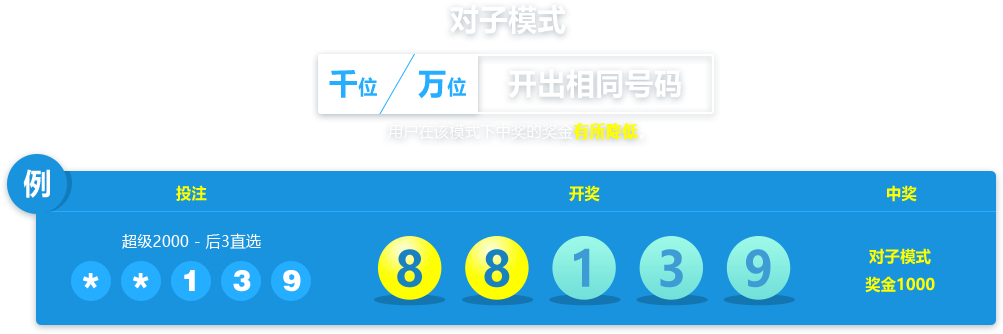 对子模式
千位 / 万位 开出相同号码
用户在该模式下中奖的奖金有所降低
例
投注 开奖 中奖
超级2000 - 后3直选
* * 1 3 9
8 8 1 3 9
对子模式
奖金1000